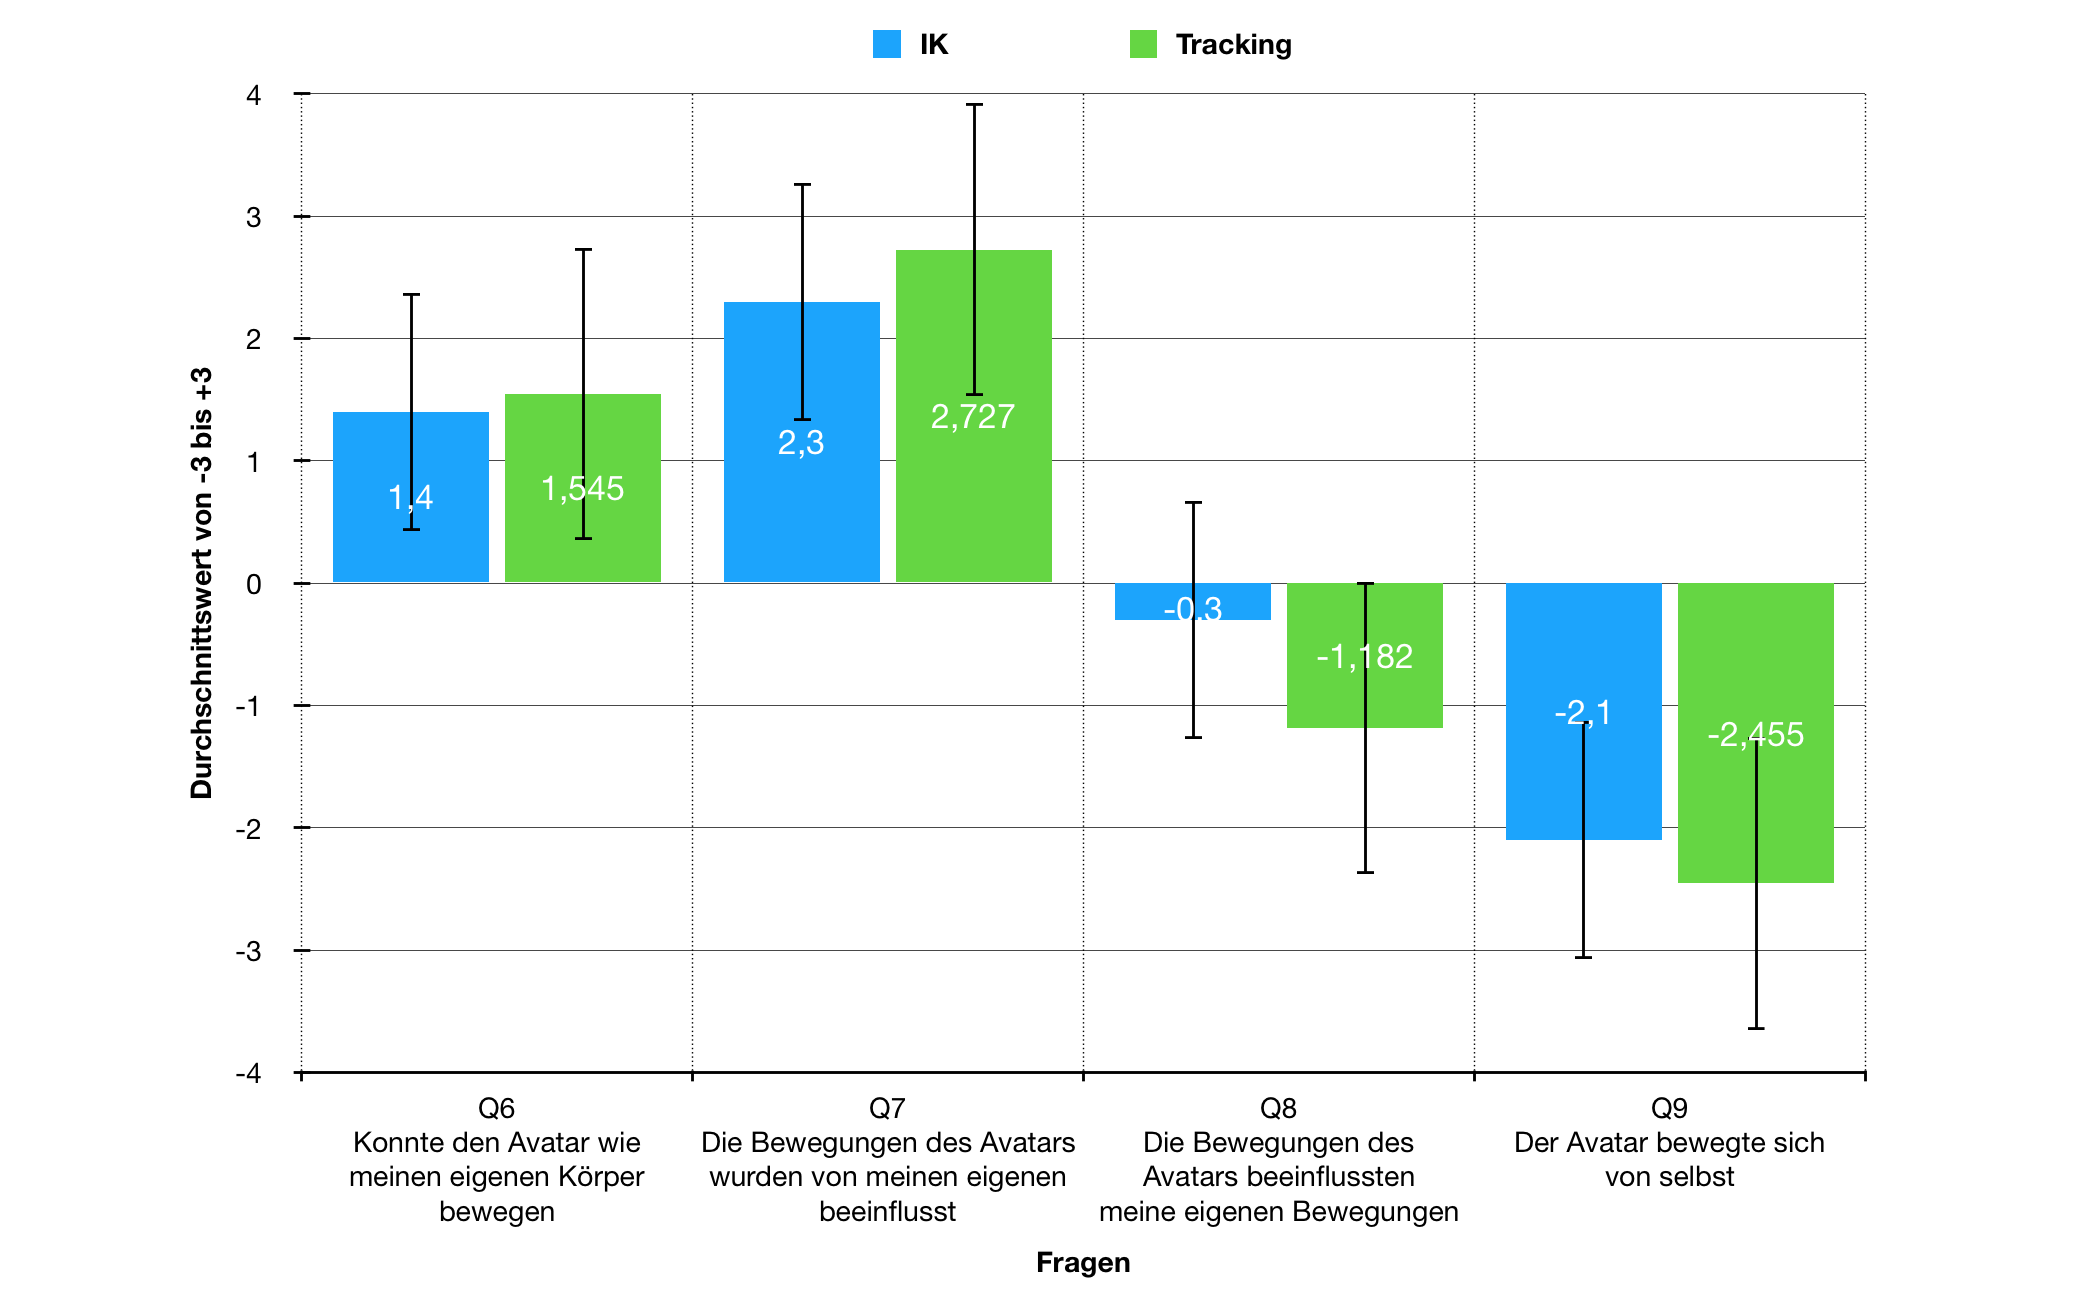 IK
Tracking
Durchschnittswert von -3 bis +3
4
3
2
1
0
-1
-2
-3
-4
1,4
1,545
2,3
2,727
-0,3
-1,182
-2,1
-2,455
Q6
Konnte den Avatar wie
meinen eigenen Körper
bewegen
Q7
Die Bewegungen des Avatars
wurden von meinen eigenen
beeinflusst
Q8
Die Bewegungen des
Avatars beeinflussten
meine eigenen Bewegungen
Q9
Der Avatar bewegte sich
von selbst
Fragen